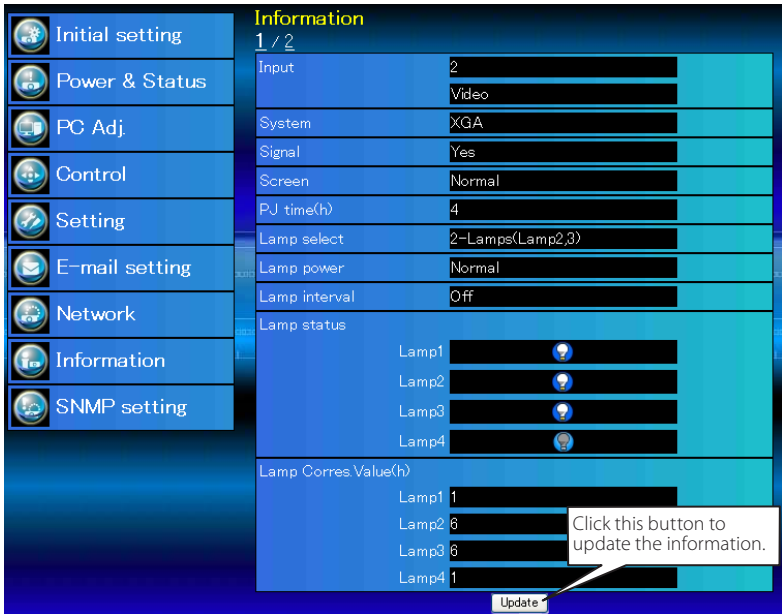 Initial setting
Power & Status
PC Adj.
Control
Setting
E-mail setting
Network
Information
SNMP setting
Information
1 / 2
Input 2
Video
System XGA
Signal Yes
Screen Normal
PJ time(h) 4
Lamp select 2-Lamps(Lamp2,3)
Lamp power Normal
Lamp interval Off
Lamp status
Lamp1
Lamp2
Lamp3
Lamp4
Lamp Corres.Value(h)
Lamp1 1
Lamp2 6
Lamp3 6
Lamp4 1
Click this button to
update the information.
Update